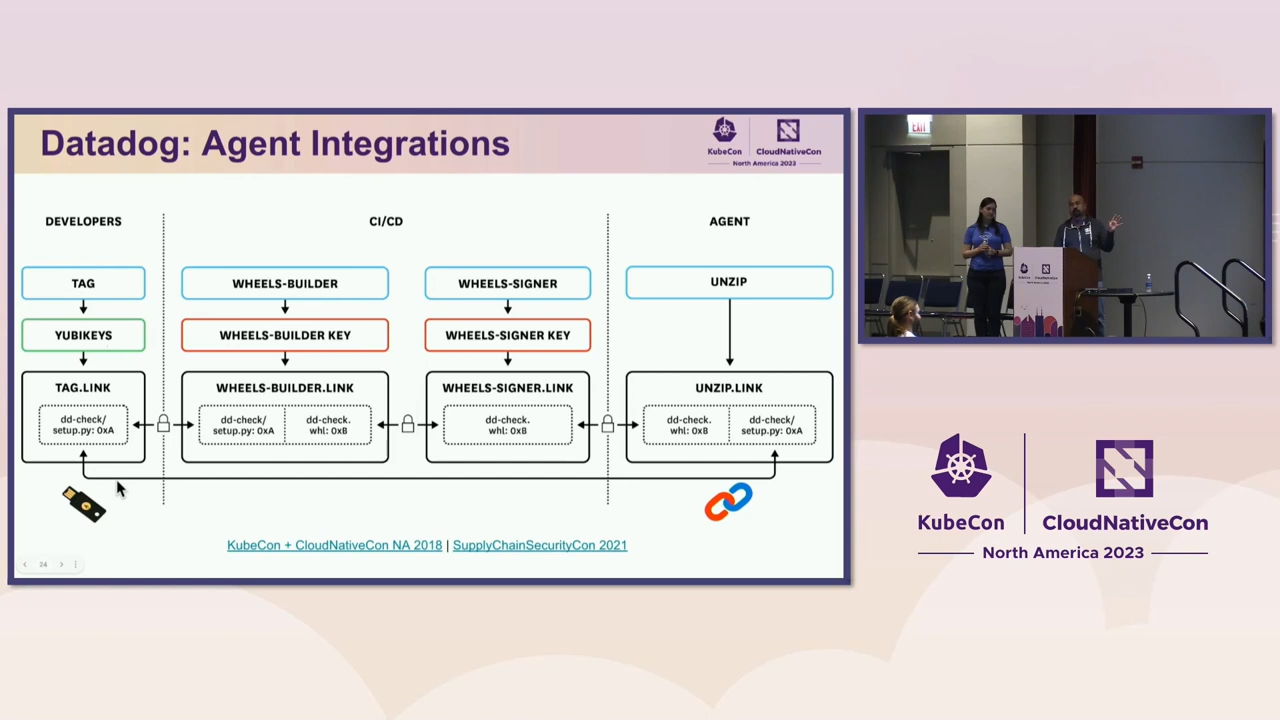 Datadog: Agent Integrations
KubeCon
CloudNativeCon
North America 2023
DEVELOPERS
CI/CD
AGENT
TAG
WHEELS-BUILDER
WHEELS-SIGNER
UNZIP
YUBIKEYS
WHEELS-BUILDER KEY
WHEELS-SIGNER KEY
TAG.LINK
WHEELS-BUILDER.LINK
WHEELS-SIGNER.LINK
UNZIP.LINK
dd-check/
setup.py: 0xA
dd-check/
setup.py: 0xA
dd-check.
whl: 0xB
dd-check.
whl: 0xB
dd-check.
whl: 0xB
dd-check/
setup.py: 0xA
KubeCon + CloudNativeCon NA 2018 | SupplyChainSecurityCon 2021
24
EXIT
KubeCon
CloudNativeCon
North America 2023